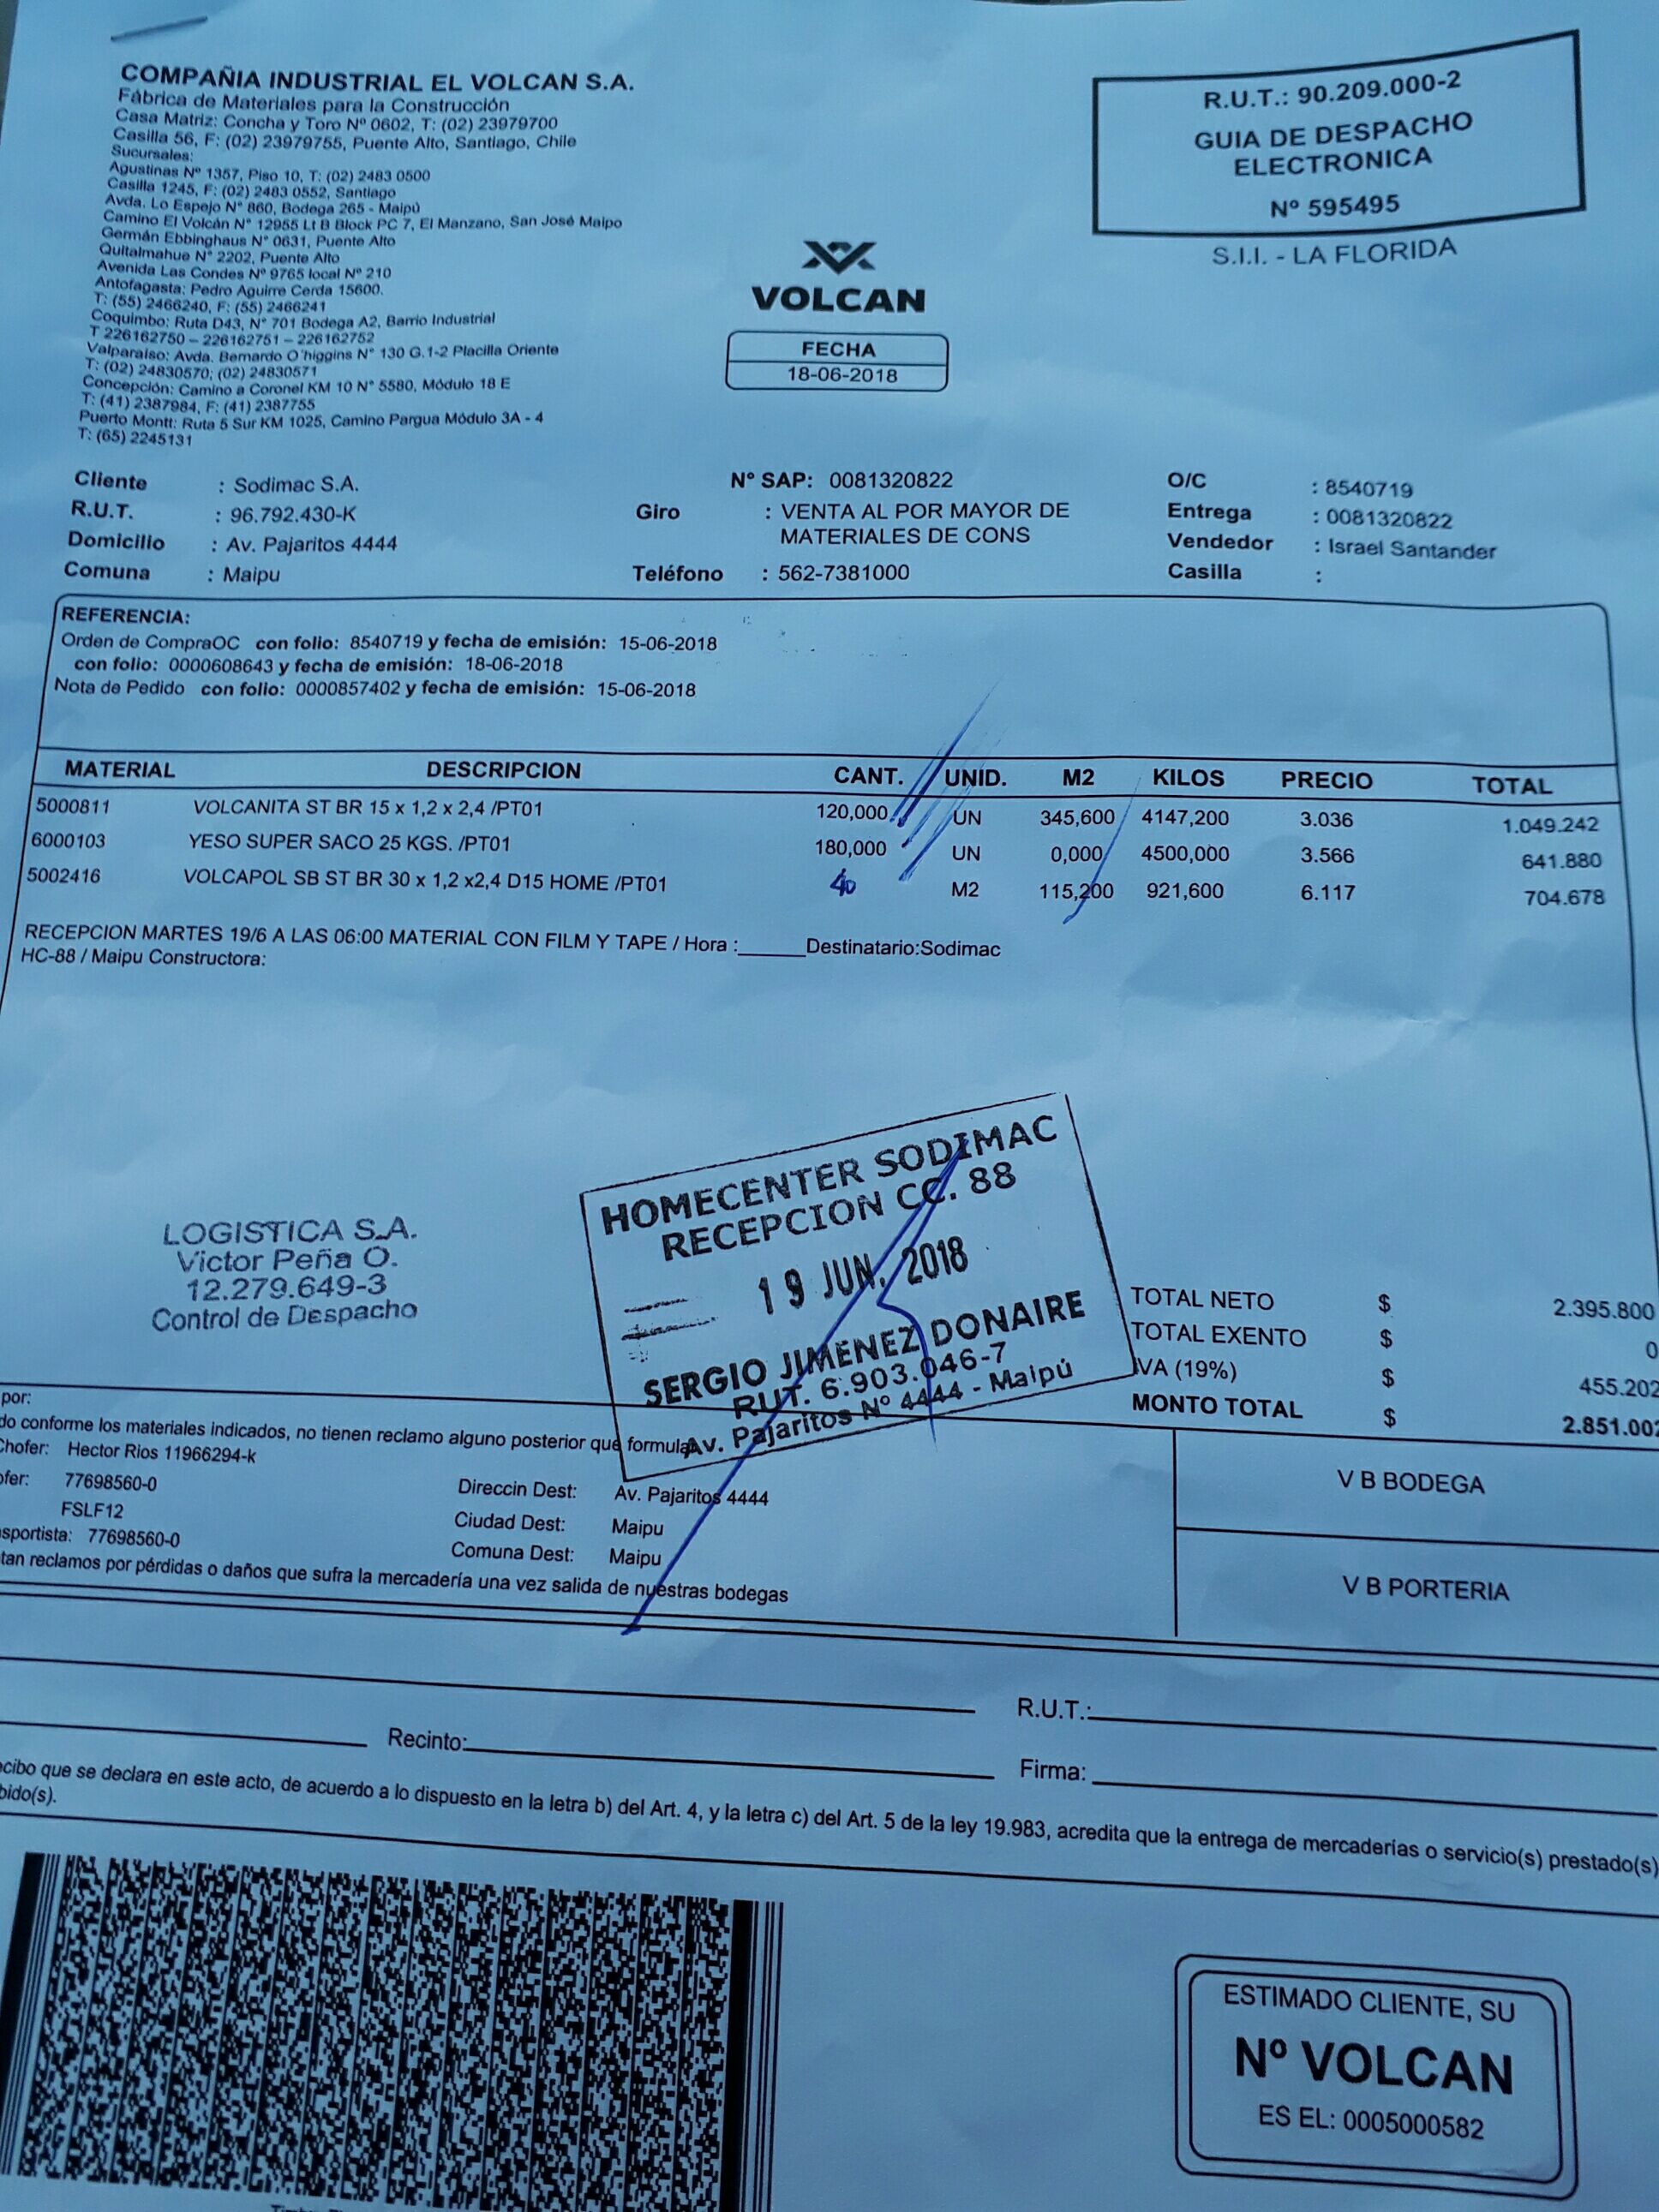 COMPAÑIA INDUSTRIAL EL VOLCAN S.A.
Fábrica de Materiales para la Construcción
Casa Matriz: Concha y Toro Nº 0602, T: (02) 23979700
Casilla 56, F: (02) 23979755, Puente Alto, Santiago, Chile
Sucursales:
Agustinas Nº 1357, Piso 10, T: (02) 2483 0500
Casilla 1245, F: (02) 2483 0552, Santiago
Avda. Lo Espejo N° 860, Bodega 265 - Maipú
Camino El Volcán N° 12955 Lt B Block PC 7, El Manzano, San José Maipo
Germán Ebbinghaus N° 0631, Puente Alto
Quitalmahue N° 2202, Puente Alto
Avenida Las Condes Nº 9765 local Nº 210
Antofagasta: Pedro Aguirre Cerda 15600.
T: (55) 2466240, F: (55) 2466241
Coquimbo: Ruta D43, N° 701 Bodega A2, Barrio Industrial
T 226162750 – 226162751 – 226162752
Valparaíso: Avda. Bernardo O'higgins N° 130 G.1-2 Placilla Oriente
T: (02) 24830570; (02) 24830571
Concepción: Camino a Coronel KM 10 N° 5580, Módulo 18 E
T: (41) 2387984, F: (41) 2387755
Puerto Montt: Ruta 5 Sur KM 1025, Camino Pargua Módulo 3A - 4
T: (65) 2245131
VOLCAN
FECHA
18-06-2018
R.U.T.: 90.209.000-2
GUIA DE DESPACHO
ELECTRONICA
Nº 595495
S.I.I. - LA FLORIDA
Cliente : Sodimac S.A. N° SAP: 0081320822 O/C : 8540719
R.U.T. : 96.792.430-K Giro : VENTA AL POR MAYOR DE Entrega : 0081320822
MATERIALES DE CONS
Domicilio : Av. Pajaritos 4444 Vendedor : Israel Santander
Comuna : Maipu Teléfono : 562-7381000 Casilla :
REFERENCIA:
Orden de CompraOC con folio: 8540719 y fecha de emisión: 15-06-2018
con folio: 0000608643 y fecha de emisión: 18-06-2018
Nota de Pedido con folio: 0000857402 y fecha de emisión: 15-06-2018
MATERIAL DESCRIPCION CANT. UNID. M2 KILOS PRECIO TOTAL
5000811 VOLCANITA ST BR 15 x 1,2 x 2,4 /PT01 120,000 UN 345,600 4147,200 3.036 1.049.242
6000103 YESO SUPER SACO 25 KGS. /PT01 180,000 UN 0,000 4500,000 3.566 641.880
5002416 VOLCAPOL SB ST BR 30 x 1,2 x2,4 D15 HOME /PT01 40 M2 115,200 921,600 6.117 704.678
RECEPCION MARTES 19/6 A LAS 06:00 MATERIAL CON FILM Y TAPE / Hora :______ Destinatario:Sodimac
HC-88 / Maipu Constructora:
LOGISTICA S.A.
Victor Peña O.
12.279.649-3
Control de Despacho
HOMECENTER SODIMAC
RECEPCION CC. 88
19 JUN, 2018
SERGIO JIMENEZ DONAIRE
RUT. 6.903.046-7
Av. Pajaritos Nº 4444 - Maipú
TOTAL NETO $ 2.395.800
TOTAL EXENTO $ 0
IVA (19%) $ 455.202
MONTO TOTAL $ 2.851.002
por:
do conforme los materiales indicados, no tienen reclamo alguno posterior que formular
Chofer: Hector Rios 11966294-k
ofer: 77698560-0 Direccin Dest: Av. Pajaritos 4444
FSLF12 Ciudad Dest: Maipu
nsportista: 77698560-0 Comuna Dest: Maipu
tan reclamos por pérdidas o daños que sufra la mercadería una vez salida de nuestras bodegas
V B BODEGA
V B PORTERIA
R.U.T.:
Recinto:
Firma:
ecibo que se declara en este acto, de acuerdo a lo dispuesto en la letra b) del Art. 4, y la letra c) del Art. 5 de la ley 19.983, acredita que la entrega de mercaderías o servicio(s) prestado(s)
bido(s).
ESTIMADO CLIENTE, SU
Nº VOLCAN
ES EL: 0005000582